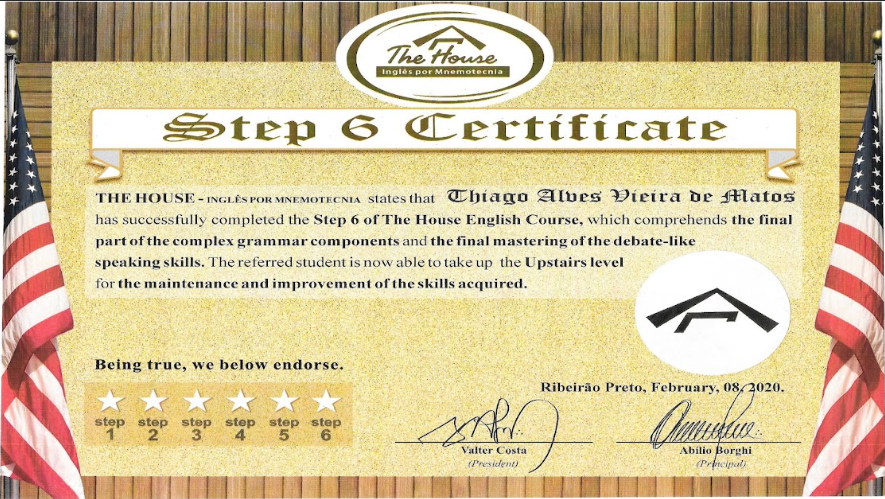 The House
Inglês por Mnemotecnia
Step 6 Certificate
THE HOUSE - INGLÊS POR MNEMOTECNIA states that Thiago Alves Vieira de Matos
has successfully completed the Step 6 of The House English Course, which comprehends the final
part of the complex grammar components and the final mastering of the debate-like
speaking skills. The referred student is now able to take up the Upstairs level
for the maintenance and improvement of the skills acquired.
Being true, we below endorse.
Ribeirão Preto, February, 08, 2020.
step step step step step step
1 2 3 4 5 6
Valter Costa Abílio Borghi
(President) (Principal)